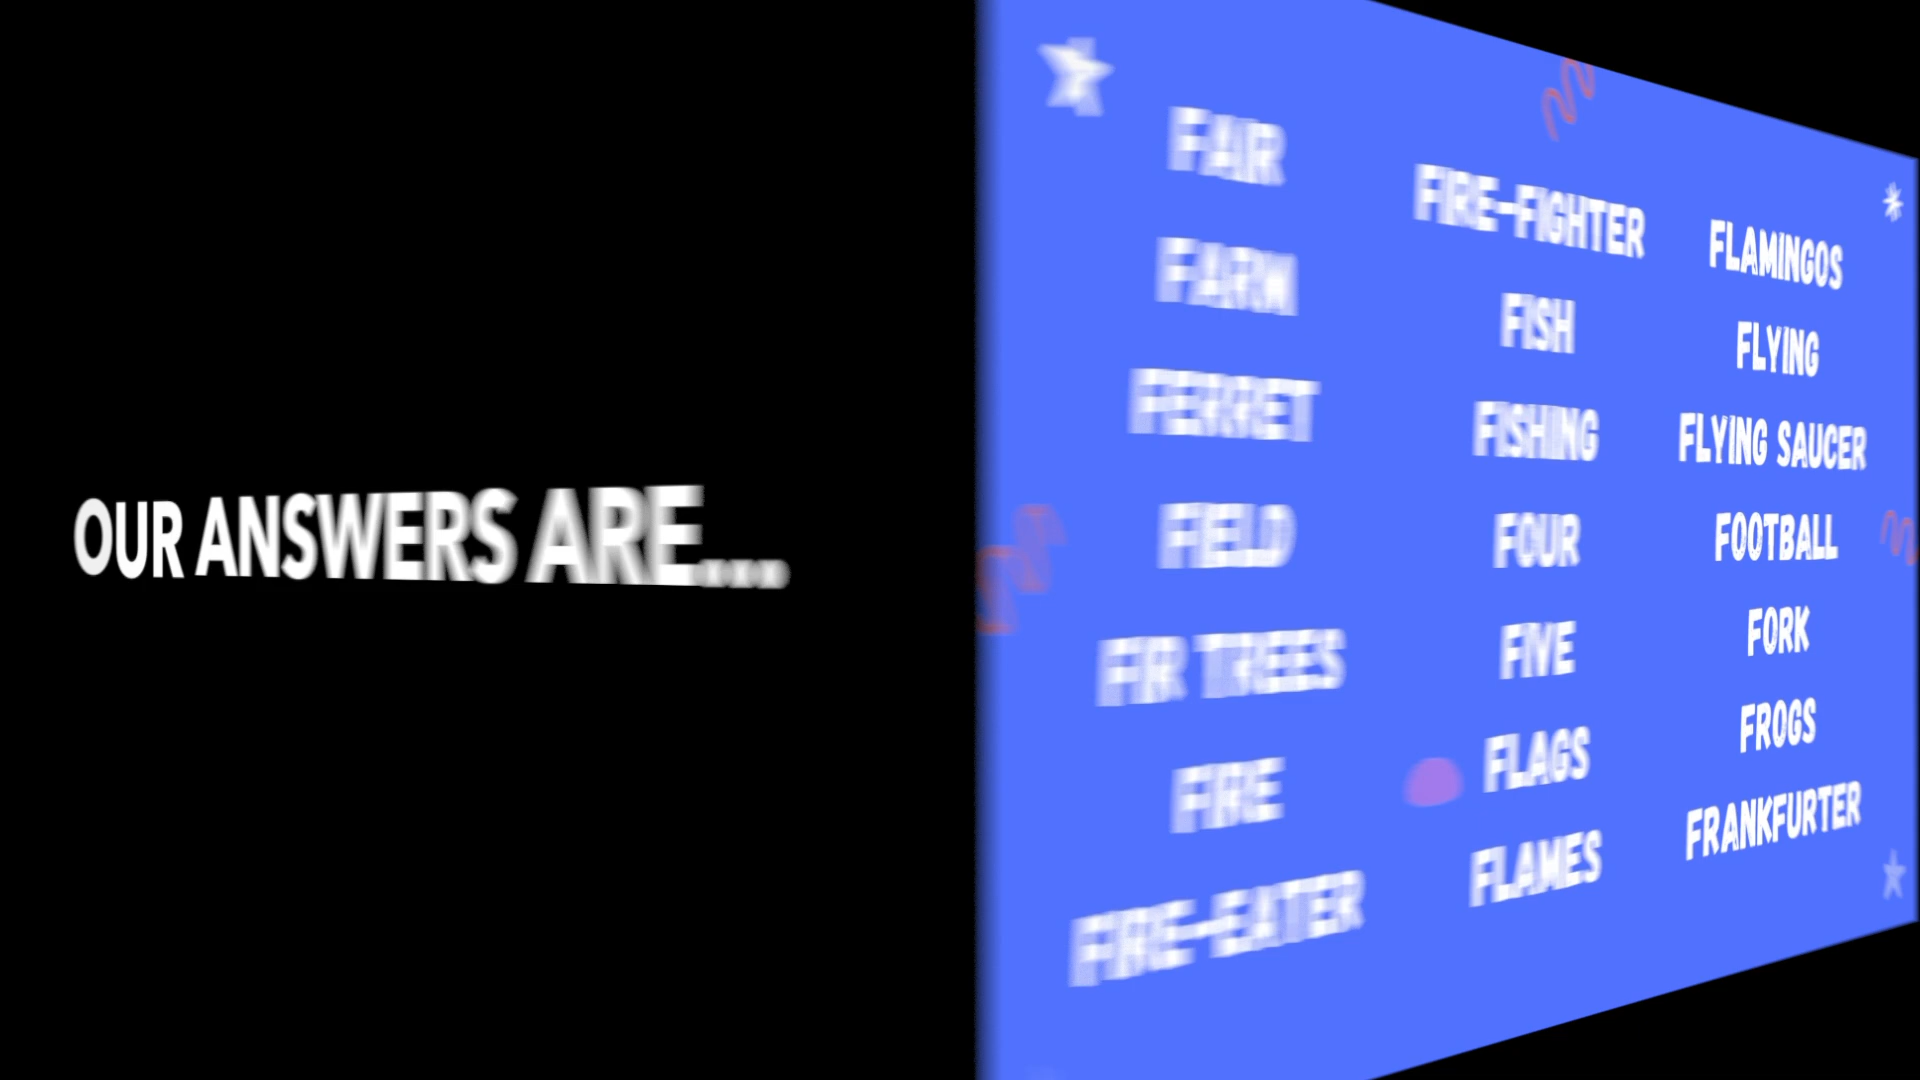 OUR ANSWERS ARE...
FAIR
FARM
FERRET
FIELD
FIR TREES
FIRE
FIRE-EATER
FIRE-FIGHTER
FISH
FISHING
FOUR
FIVE
FLAGS
FLAMES
FLAMINGOS
FLYING
FLYING SAUCER
FOOTBALL
FORK
FROGS
FRANKFURTER